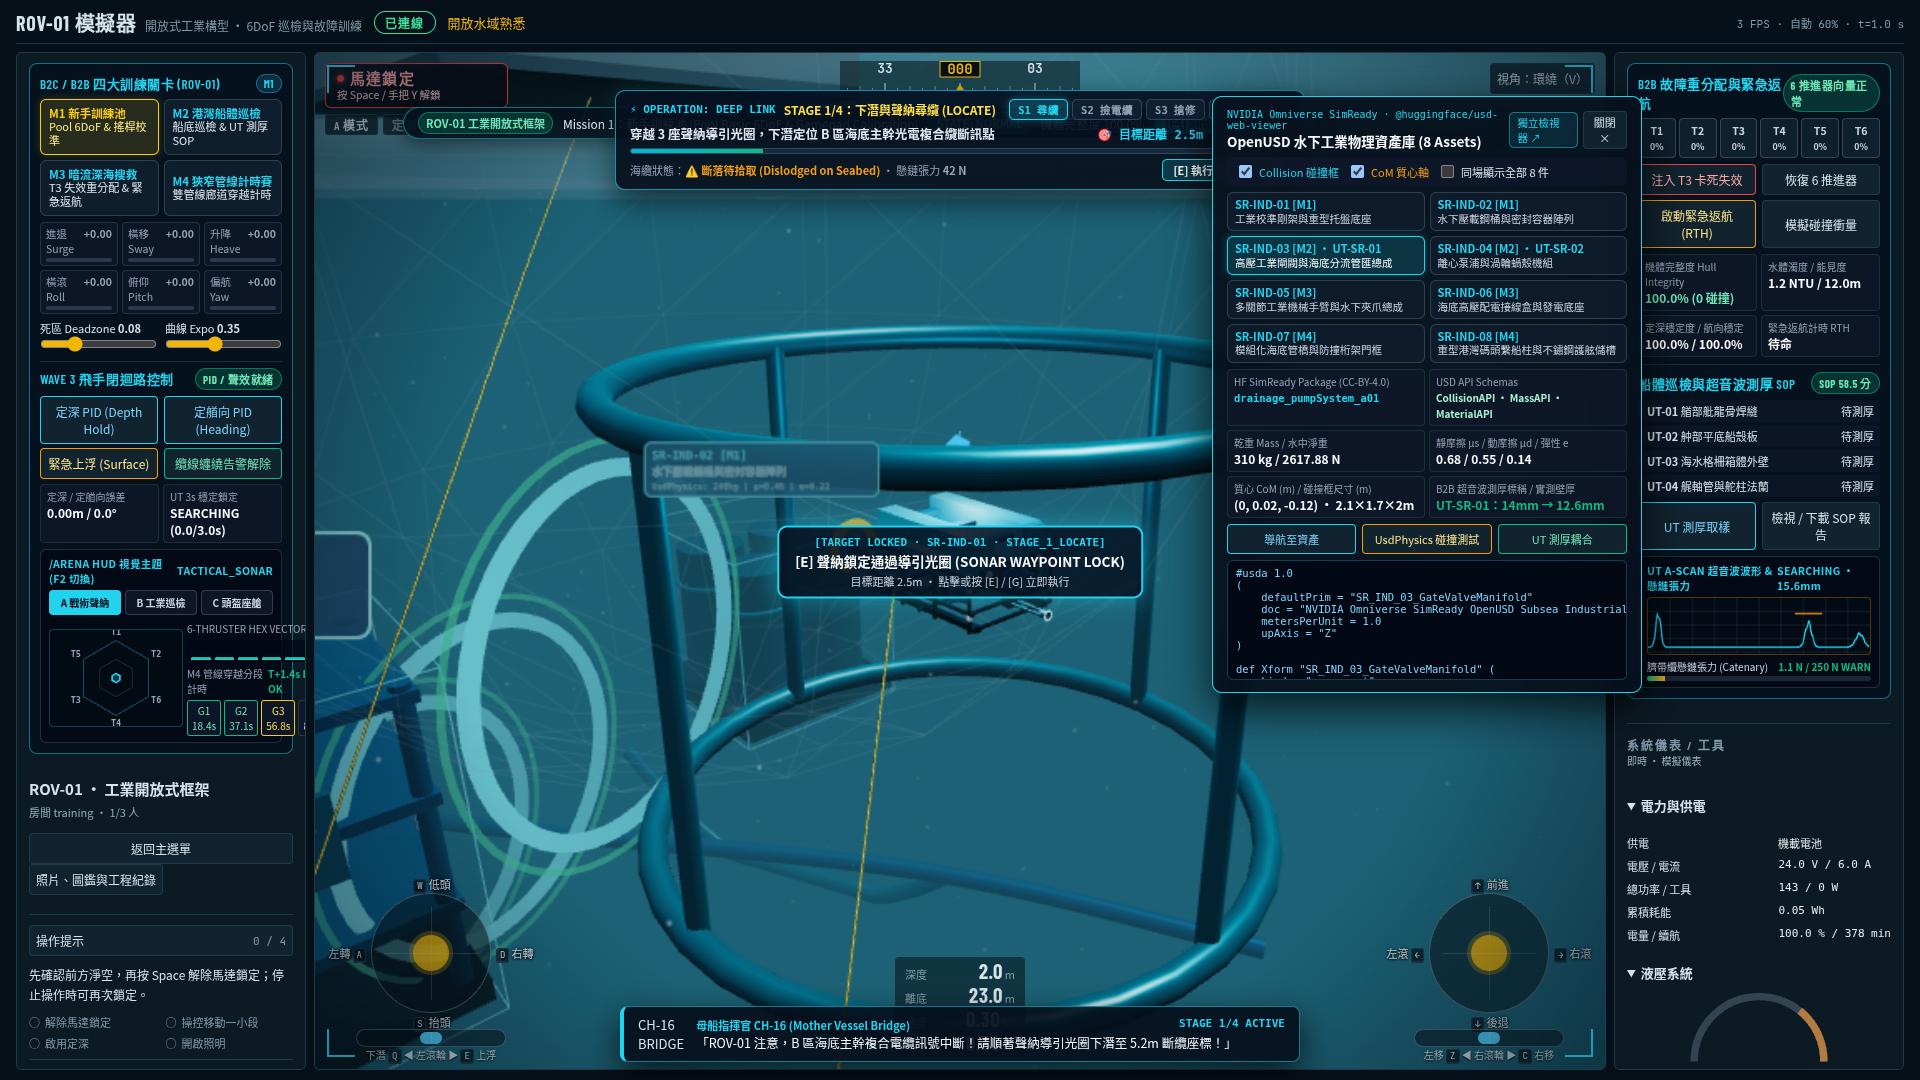 ROV-01 模擬器
開放式工業構型 · 6DoF 巡檢與故障訓練
已連線
開放水域熟悉
3 FPS · 自動 60% · t=1.0 s
B2C / B2B 四大訓練關卡 (ROV-01)
M1
M1 新手訓練池
Pool 6DoF & 搖桿校準
M2 港灣船體巡檢
船底巡檢 & UT 測厚 SOP
M3 暗流深海搜救
T3 失效重分配 & 緊急返航
M4 狹窄管線計時賽
雙管線廊道穿越計時
進退 Surge +0.00
橫移 Sway +0.00
升降 Heave +0.00
橫滾 Roll +0.00
俯仰 Pitch +0.00
偏航 Yaw +0.00
死區 Deadzone 0.08
曲線 Expo 0.35
WAVE 3 飛手閉迴路控制
PID / 聲效就緒
定深 PID (Depth Hold)
定艏向 PID (Heading)
緊急上浮 (Surface)
纜線纏繞告警解除
定深 / 定艏向誤差
0.00m / 0.0°
UT 3s 穩定鎖定
SEARCHING (0.0/3.0s)
/ARENA HUD 視覺主題 (F2 切換)
TACTICAL_SONAR
A 戰術聲納
B 工業巡檢
C 頭盔座艙
T1
T2
T6
T4
T3
T5
6-THRUSTER HEX VECTOR
M4 管線穿越分段計時
OK
G1 18.4s
G2 37.1s
G3 56.8s
ROV-01 · 工業開放式框架
房間 training · 1/3 人
返回主選單
照片、圖鑑與工程紀錄
操作提示
0 / 4
先確認前方淨空，再按 Space 解除馬達鎖定；停止操作時可再次鎖定。
解除馬達鎖定
操控移動一小段
啟用定深
開啟照明
馬達鎖定
按 Space / 手把 Y 解鎖
A 模式
ROV-01 工業開放式框架
Mission 1
33
000
03
視角：環繞（V）
⚡ OPERATION: DEEP LINK
STAGE 1/4：下潛與聲納尋纜 (LOCATE)
S1 尋纜
S2 撿電纜
S3 搶修
穿越 3 座聲納導引光圈，下潛定位 B 區海底主幹光電複合纜斷訊點
🎯 目標距離 2.5m
海纜狀態：⚠️ 斷落待拾取 (Dislodged on Seabed) · 懸鏈張力 42 N
[E] 執行
SR-IND-02 [M1]
水下壓載鋼桶與密封容器陣列
[TARGET LOCKED · SR-IND-01 · STAGE_1_LOCATE]
[E] 聲納鎖定通過導引光圈 (SONAR WAYPOINT LOCK)
目標距離 2.5m · 點擊或按 [E] / [G] 立即執行
W 低頭
左轉 A
D 右轉
S 抬頭
下潛 Q ◀ 左滾輪 ▶ E 上浮
深度 2.0 m
離底 23.0 m
0.30
↑ 前進
左滾 ←
→ 右滾
↓ 後退
左移 Z ◀ 右滾輪 ▶ C 右移
CH-16 BRIDGE
母船指揮官 CH-16 (Mother Vessel Bridge)
STAGE 1/4 ACTIVE
「ROV-01 注意，B 區海底主幹複合電纜訊號中斷！請順著聲納導引光圈下潛至 5.2m 斷纜座標！」
NVIDIA Omniverse SimReady · @huggingface/usd-web-viewer
OpenUSD 水下工業物理資產庫 (8 Assets)
獨立檢視器 ↗
關閉 ×
Collision 碰撞框
CoM 質心軸
同場顯示全部 8 件
SR-IND-01 [M1]
工業校準剛架與重型托盤底座
SR-IND-02 [M1]
水下壓載鋼桶與密封容器陣列
SR-IND-03 [M2] · UT-SR-01
高壓工業閘閥與海底分流管匯總成
SR-IND-04 [M2] · UT-SR-02
離心泵浦與渦輪蝸殼機組
SR-IND-05 [M3]
多關節工業機械手臂與水下夾爪總成
SR-IND-06 [M3]
海底高壓配電接線盒與發電底座
SR-IND-07 [M4]
模組化海底管橋與防撞桁架門框
SR-IND-08 [M4]
重型港灣碼頭繫船柱與不鏽鋼護舷儲槽
HF SimReady Package (CC-BY-4.0)
drainage_pumpSystem_a01
USD API Schemas
CollisionAPI · MassAPI · MaterialAPI
乾重 Mass / 水中淨重
310 kg / 2617.88 N
靜摩擦 μs / 動摩擦 μd / 彈性 e
0.68 / 0.55 / 0.14
質心 CoM (m) / 碰撞框尺寸 (m)
(0, 0.02, -0.12) · 2.1×1.7×2m
B2B 超音波測厚標稱 / 實測壁厚
UT-SR-01：14mm → 12.6mm
導航至資產
UsdPhysics 碰撞測試
UT 測厚耦合
#usda 1.0
(
defaultPrim = "SR_IND_03_GateValveManifold"
doc = "NVIDIA Omniverse SimReady OpenUSD Subsea Industrial
metersPerUnit = 1.0
upAxis = "Z"
)
def Xform "SR_IND_03_GateValveManifold" (
B2B 故障重分配與緊急返航
6 推進器向量正常
T1 0%
T2 0%
T3 0%
T4 0%
T5 0%
T6 0%
注入 T3 卡死失效
恢復 6 推進器
啟動緊急返航 (RTH)
模擬碰撞衝量
機體完整度 Hull Integrity
100.0% (0 碰撞)
水體濁度 / 能見度
1.2 NTU / 12.0m
定深穩定度 / 航向穩定
100.0% / 100.0%
緊急返航計時 RTH
待命
船體巡檢與超音波測厚 SOP
SOP 58.5 分
UT-01 艏部舭龍骨焊縫 待測厚
UT-02 舯部平底船殼板 待測厚
UT-03 海水格柵箱體外壁 待測厚
UT-04 艉軸管與舵柱法蘭 待測厚
UT 測厚取樣
檢視 / 下載 SOP 報告
UT A-SCAN 超音波波形 & 懸鏈張力
SEARCHING · 15.6mm
臍帶纜懸鏈張力 (Catenary)
1.1 N / 250 N WARN
系統儀表 / 工具
即時 · 模擬儀表
▼ 電力與供電
供電 機載電池
電壓 / 電流 24.0 V / 6.0 A
總功率 / 工具 143 / 0 W
累積耗能 0.05 Wh
電量 / 續航 100.0 % / 378 min
▼ 液壓系統